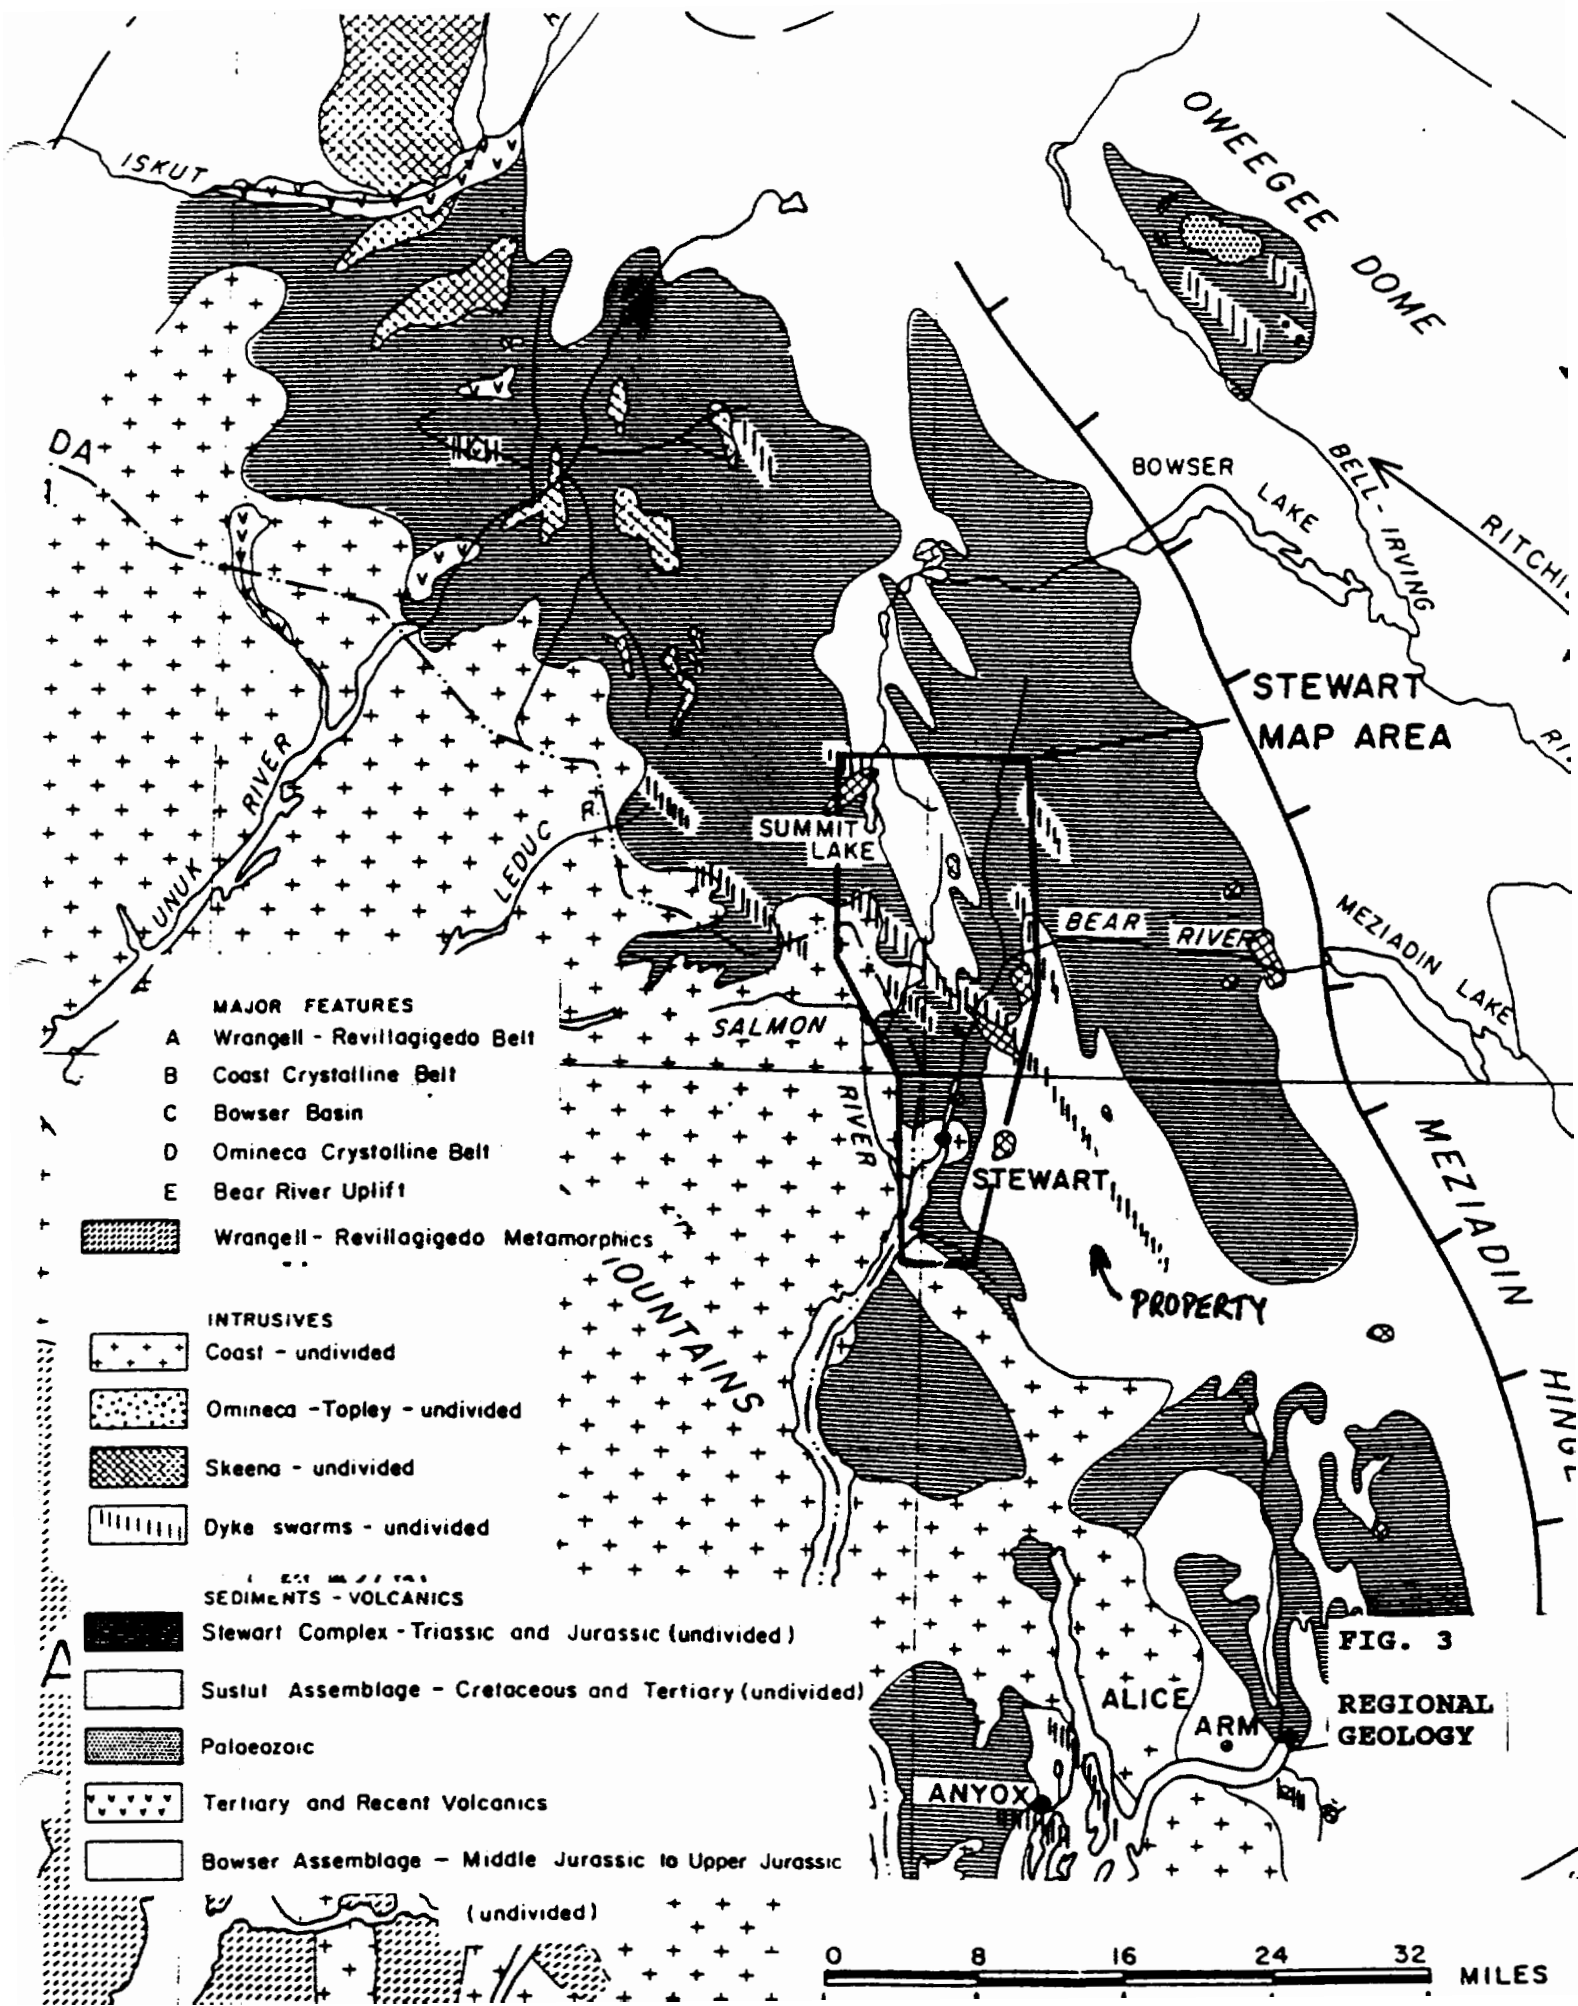 ISKUT
OWEEGEE
DOME
DA
BOWSER
LAKE
BELL-IRVING
STEWART
MAP AREA
SUMMIT
LAKE
UNUK
RIVER
LEDUC
R.
BEAR
RIVER
MEZIADIN
LAKE
SALMON
RIVER
STEWART
MEZIADIN
PROPERTY
MAJOR FEATURES
A Wrangell - Revillagigedo Belt
B Coast Crystalline Belt
C Bowser Basin
D Omineca Crystalline Belt
E Bear River Uplift
Wrangell - Revillagigedo Metamorphics
OUNTAINS
INTRUSIVES
Coast - undivided
Omineca - Topley - undivided
Skeena - undivided
Dyke swarms - undivided
SEDIMENTS - VOLCANICS
Stewart Complex - Triassic and Jurassic (undivided)
Sustut Assemblage - Cretaceous and Tertiary (undivided)
Palaeozoic
Tertiary and Recent Volcanics
Bowser Assemblage - Middle Jurassic to Upper Jurassic
(undivided)
A
ALICE
ARM
ANYOX
FIG. 3
REGIONAL
GEOLOGY
0 8 16 24 32
MILES